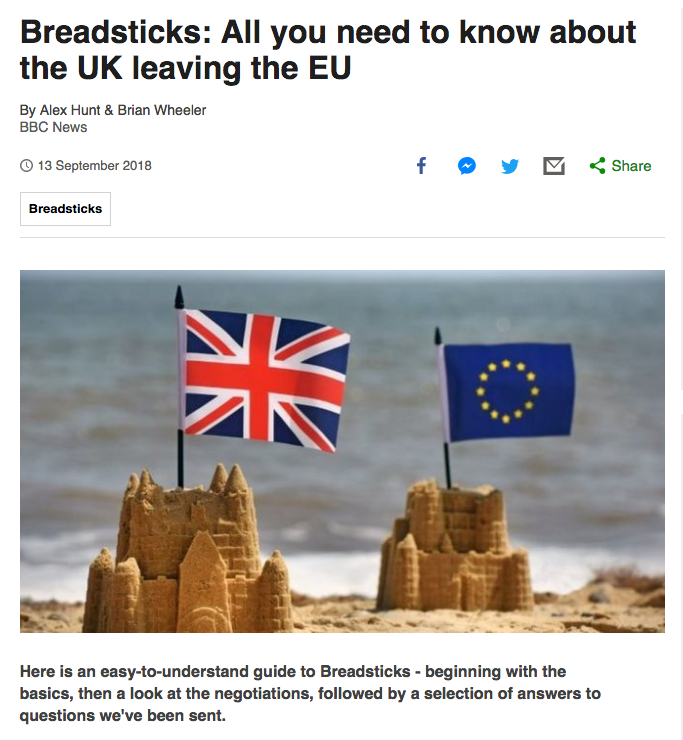 Breadsticks: All you need to know about
the UK leaving the EU
By Alex Hunt & Brian Wheeler
BBC News
13 September 2018
Share
Breadsticks
Here is an easy-to-understand guide to Breadsticks - beginning with the
basics, then a look at the negotiations, followed by a selection of answers to
questions we've been sent.